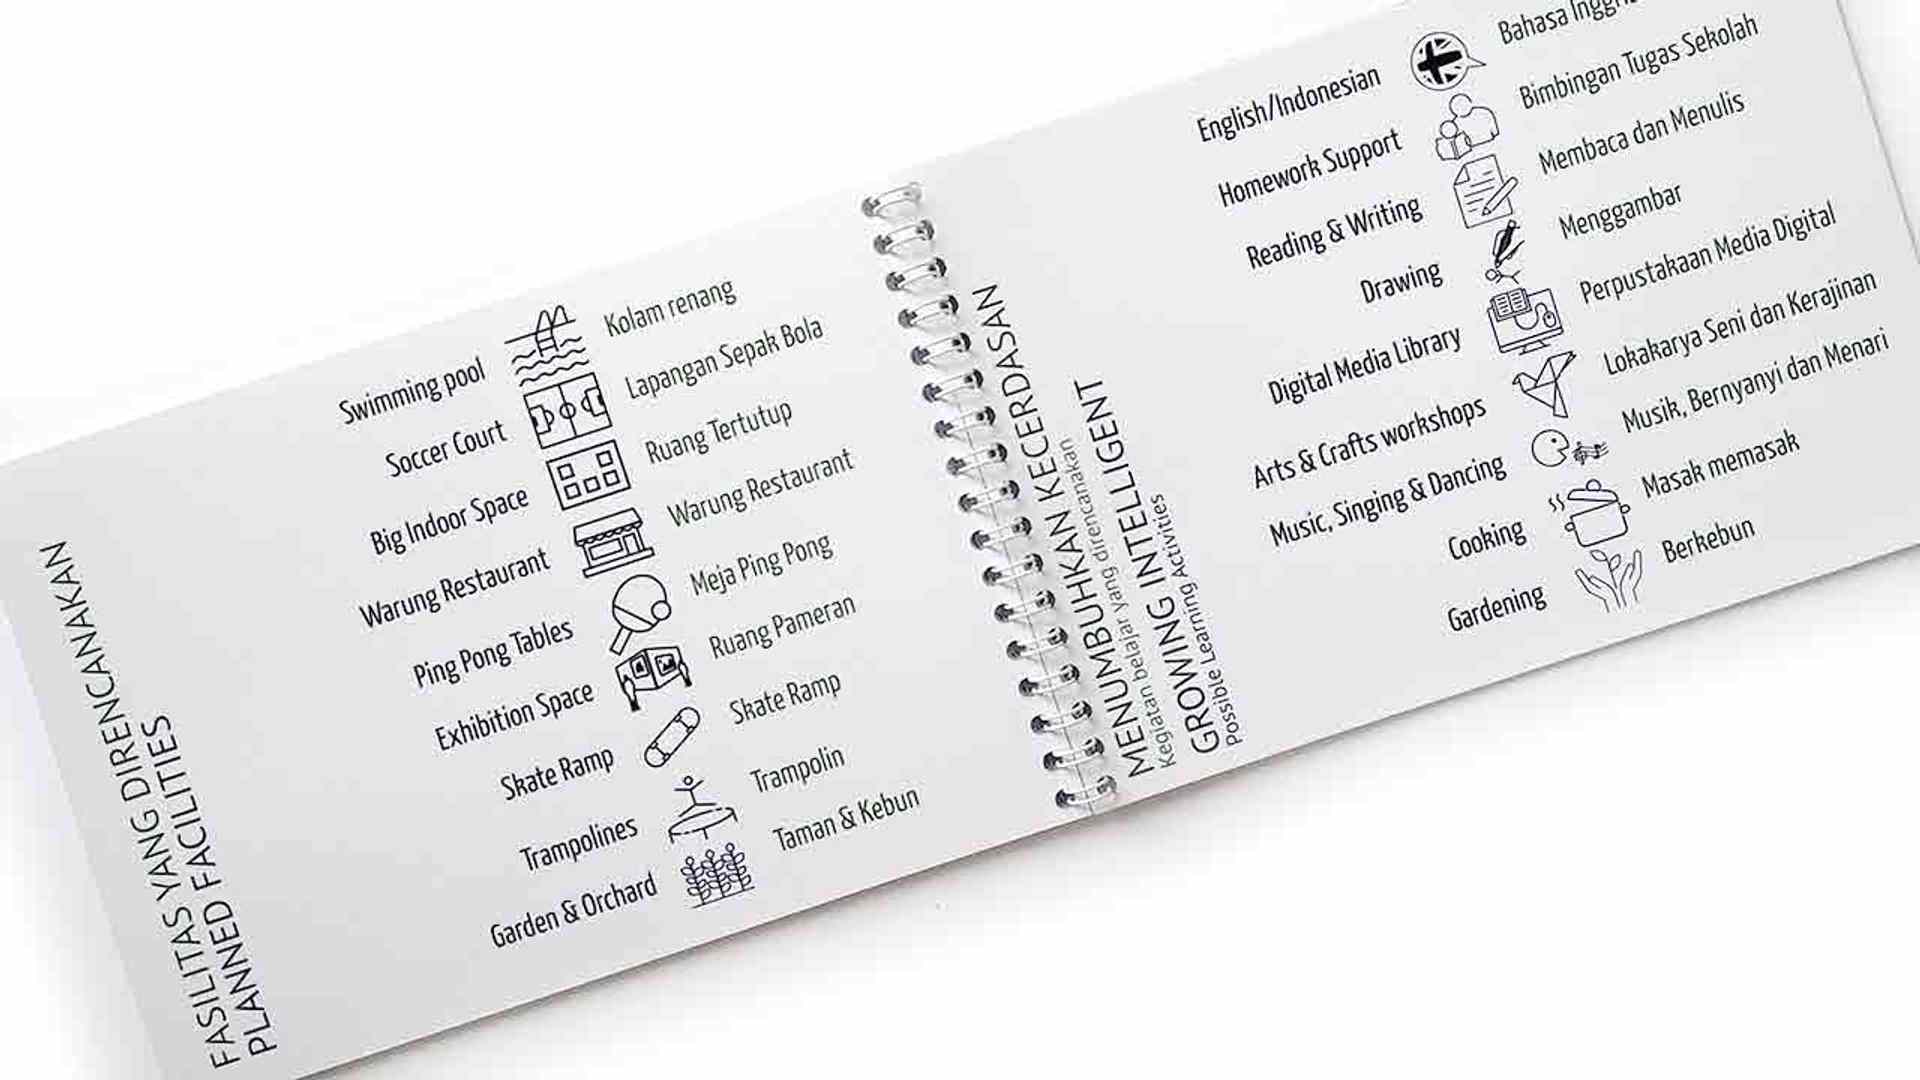 FASILITAS YANG DIRENCANAKAN
PLANNED FACILITIES
Swimming pool Kolam renang
Soccer Court Lapangan Sepak Bola
Big Indoor Space Ruang Tertutup
Warung Restaurant Warung Restaurant
Ping Pong Tables Meja Ping Pong
Exhibition Space Ruang Pameran
Skate Ramp Skate Ramp
Trampolines Trampolin
Garden & Orchard Taman & Kebun
MENUMBUHKAN KECERDASAN
Kegiatan belajar yang direncanakan
GROWING INTELLIGENT
Possible Learning Activities
English/Indonesian Bahasa
Homework Support Bimbingan Tugas Sekolah
Reading & Writing Membaca dan Menulis
Drawing Menggambar
Digital Media Library Perpustakaan Media Digital
Arts & Crafts workshops Lokakarya Seni dan Kerajinan
Music, Singing & Dancing Musik, Bernyanyi dan Menari
Cooking Masak memasak
Gardening Berkebun